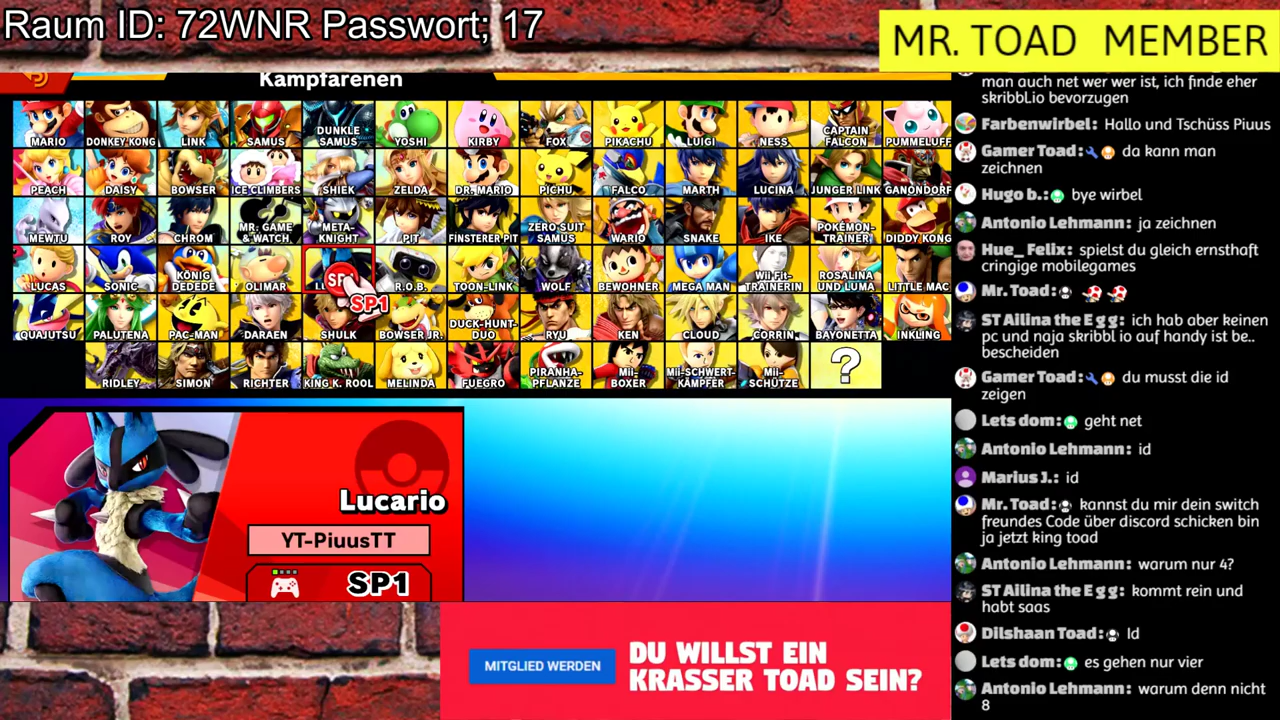 Raum ID: 72WNR Passwort; 17
MR. TOAD MEMBER
Kampfarenen
MARIO DONKEY KONG LINK SAMUS DUNKLE SAMUS YOSHI KIRBY FOX PIKACHU LUIGI NESS CAPTAIN FALCON PUMMELUFF
PEACH DAISY BOWSER ICE CLIMBERS SHIEK ZELDA DR. MARIO PICHU FALCO MARTH LUCINA JUNGER LINK GANONDORF
MEWTU ROY CHROM MR. GAME & WATCH META-KNIGHT PIT FINSTERER PIT ZERO SUIT SAMUS WARIO SNAKE IKE POKÉMON-TRAINER DIDDY KONG
LUCAS SONIC KÖNIG DEDEDE OLIMAR SP1 R.O.B. TOON-LINK WOLF BEWOHNER MEGA MAN Wii Fit-TRAINERIN ROSALINA UND LUMA LITTLE MAC
SP1
QUAJUTSU PALUTENA PAC-MAN DARAEN SHULK BOWSER JR. DUCK-HUNT-DUO RYU KEN CLOUD CORRIN BAYONETTA INKLING
RIDLEY SIMON RICHTER KING K. ROOL MELINDA FUEGRO PIRANHA-PFLANZE Mii-BOXER Mii-SCHWERT-KÄMPFER Mii-SCHÜTZE ?
Lucario
YT-PiuusTT
SP1
MITGLIED WERDEN
DU WILLST EIN
KRASSER TOAD SEIN?
man auch net wer wer ist, ich finde eher
skribbl.io bevorzugen
Farbenwirbel: Hallo und Tschüss Piuus
Gamer Toad: da kann man
zeichnen
Hugo b.: bye wirbel
Antonio Lehmann: ja zeichnen
Hue_Felix: spielst du gleich ernsthaft
cringige mobilegames
Mr. Toad:
ST Ailina the E g g: ich hab aber keinen
pc und naja skribbl io auf handy ist be..
bescheiden
Gamer Toad: du musst die id
zeigen
Lets dom: geht net
Antonio Lehmann: id
Marius J.: id
Mr. Toad: kannst du mir dein switch
freundes Code über discord schicken bin
ja jetzt king toad
Antonio Lehmann: warum nur 4?
ST Ailina the E g g: kommt rein und
habt saas
Dilshaan Toad: Id
Lets dom: es gehen nur vier
Antonio Lehmann: warum denn nicht
8